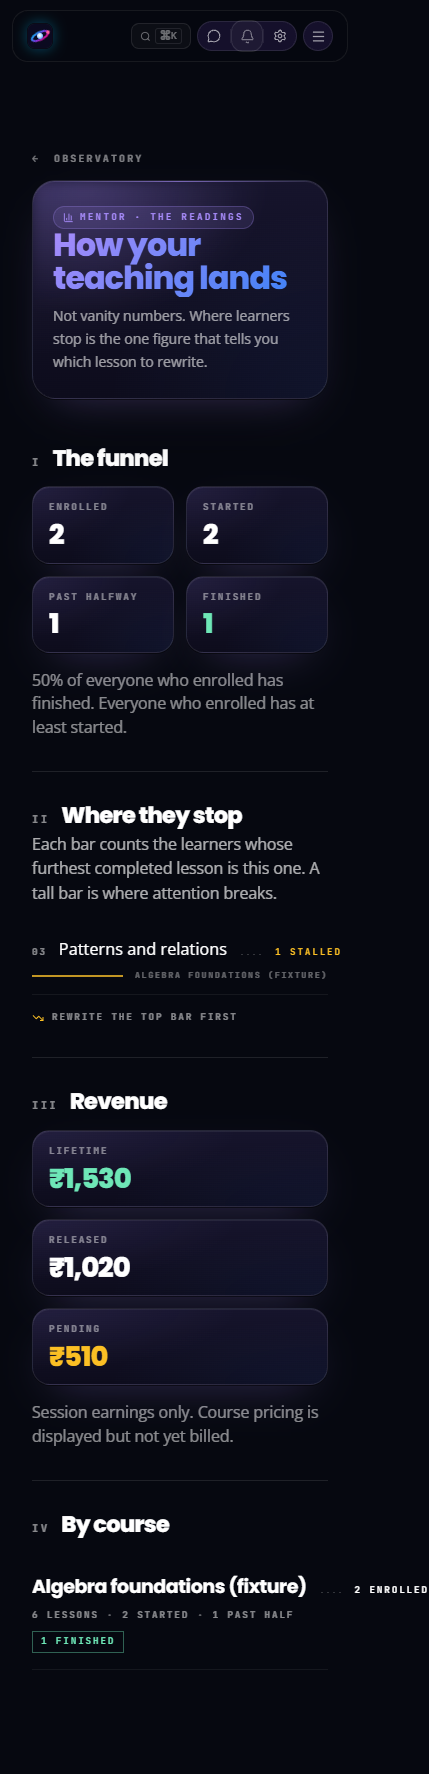 ⌘K
← OBSERVATORY
MENTOR · THE READINGS
How your
teaching lands
Not vanity numbers. Where learners
stop is the one figure that tells you
which lesson to rewrite.
I The funnel
ENROLLED
2
STARTED
2
PAST HALFWAY
1
FINISHED
1
50% of everyone who enrolled has
finished. Everyone who enrolled has at
least started.
II Where they stop
Each bar counts the learners whose
furthest completed lesson is this one. A
tall bar is where attention breaks.
03 Patterns and relations .... 1 STALLED
ALGEBRA FOUNDATIONS (FIXTURE)
REWRITE THE TOP BAR FIRST
III Revenue
LIFETIME
₹1,530
RELEASED
₹1,020
PENDING
₹510
Session earnings only. Course pricing is
displayed but not yet billed.
IV By course
Algebra foundations (fixture) .... 2 ENROLLED
6 LESSONS · 2 STARTED · 1 PAST HALF
1 FINISHED